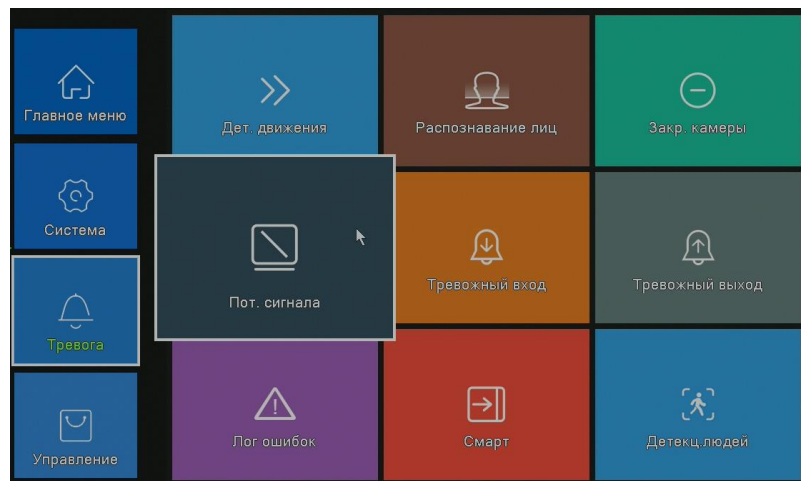 Главное меню
Система
Тревога
Управление
Дет. движения
Распознавание лиц
Закр. камеры
Пот. сигнала
Тревожный вход
Тревожный выход
Лог ошибок
Смарт
Детекц.людей